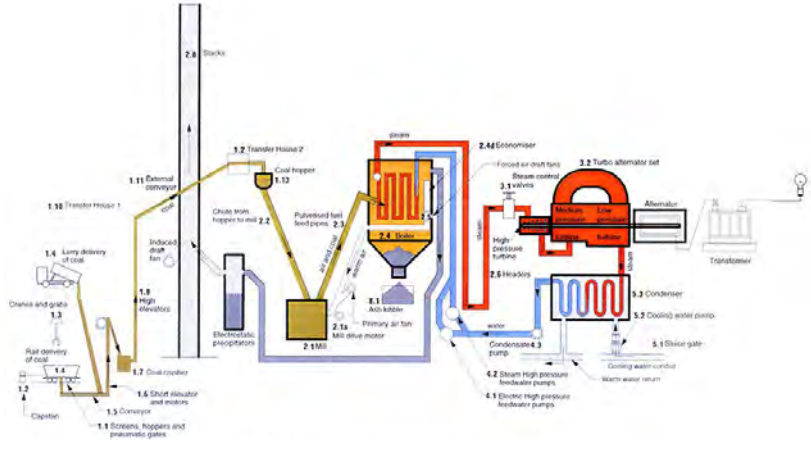 2.8 Stacks
1.2 Transfer House 2
Coal hopper
1.12
1.11 External
conveyor
coal
1.10 Transfer House 1
Chute from
hopper to mill
2.2
Pulverised fuel
feed pipes
2.3
steam
2.4d Economiser
Forced air draft fans
2.5
2.4 Boiler
3.1 Steam control
valves
3.2 Turbo alternator set
Medium
pressure
turbine
Low
pressure
turbine
Alternator
Transformer
High
pressure
turbine
steam
steam
2.6 Headers
Induced
draft
fan
1.4 Lorry delivery
of coal
Cranes and grabs
1.3
1.9
High
elevators
air and coal
warm air
8.1
Ash kibble
Primary air fan
2.1a
Mill drive motor
2.1 Mill
Electrostatic
precipitators
Rail delivery
of coal
1.4
1.2
Capstan
1.7 Coal crusher
1.6 Short elevator
and motors
1.5 Conveyor
1.1 Screens, hoppers and
pneumatic gates
water
Condensate 4.3
pump
4.2 Steam High pressure
feedwater pumps
4.1 Electric High pressure
feedwater pumps
5.3 Condenser
5.2 Cooling water pump
5.1 Sluice gate
Cooling water conduit
Warm water return